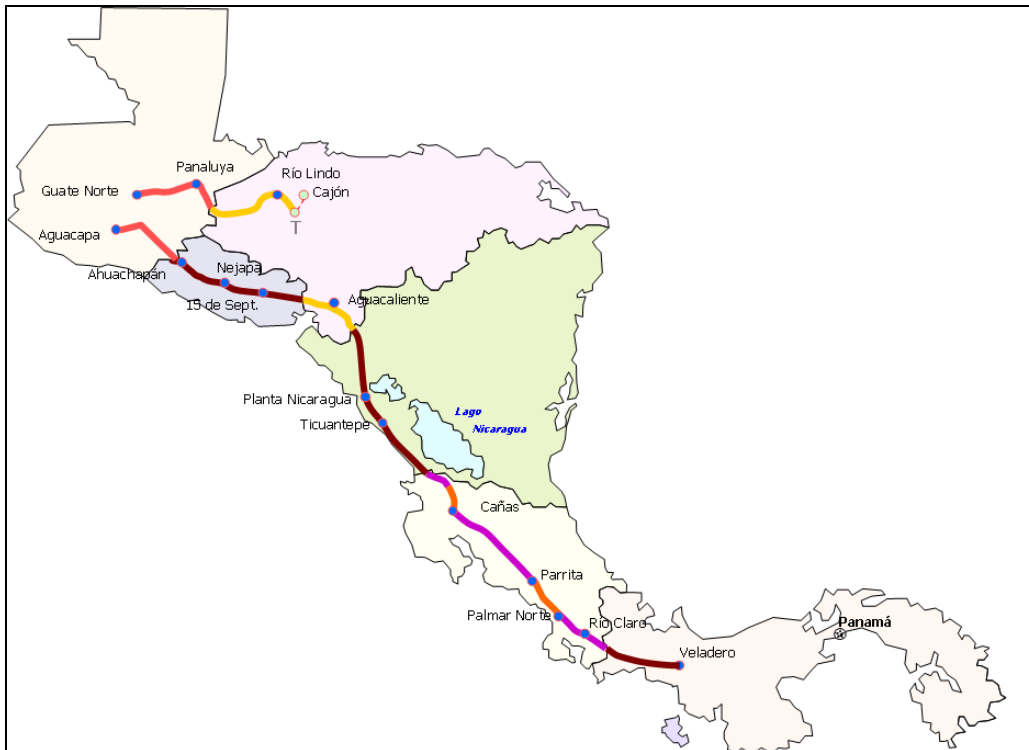 Panaluya
Río Lindo
Guate Norte
Cajón
T
Aguacapa
Ahuachapán
Nejapa
15 de Sept.
Aguacaliente
Planta Nicaragua
Lago
Nicaragua
Ticuantepe
Cañas
Parrita
Palmar Norte
Río Claro
Panamá
Veladero